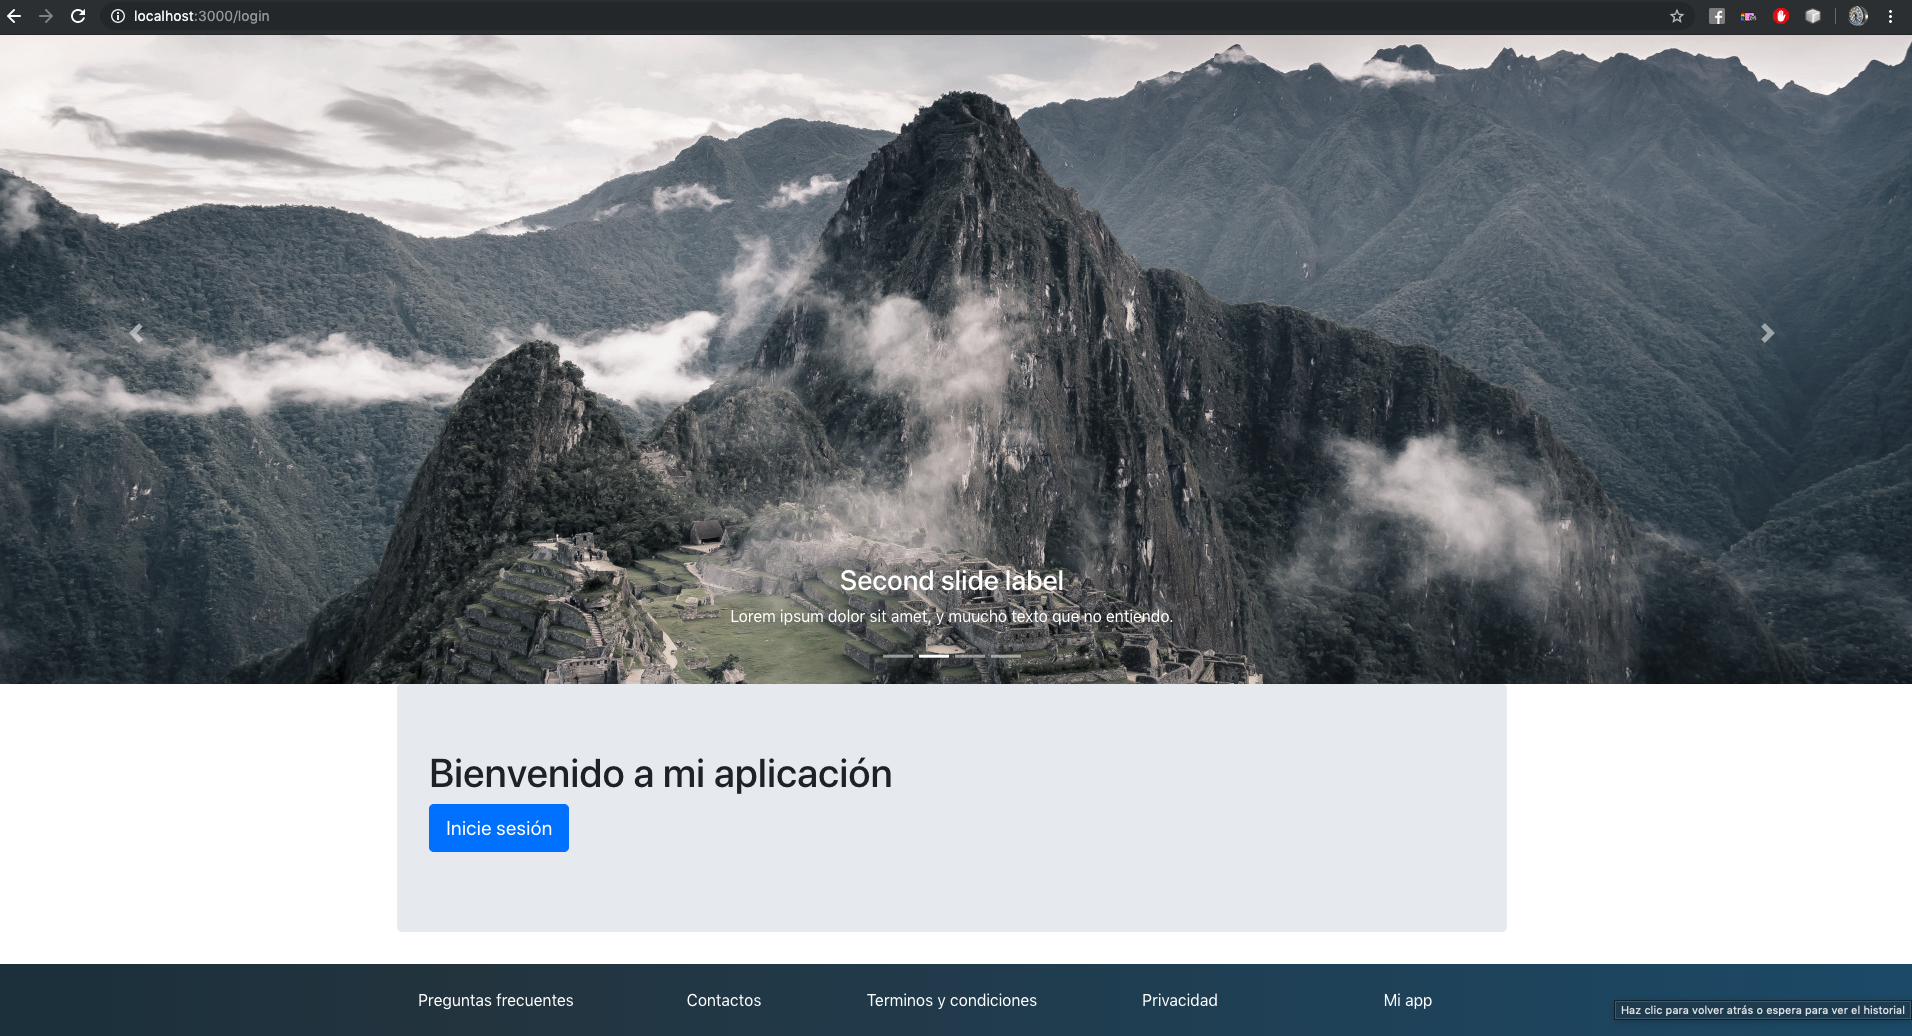 localhost:3000/login
Second slide label
Lorem ipsum dolor sit amet, y muucho texto que no entiendo.
Bienvenido a mi aplicación
Inicie sesión
Preguntas frecuentes
Contactos
Terminos y condiciones
Privacidad
Mi app
Haz clic para volver atrás o espera para ver el historial